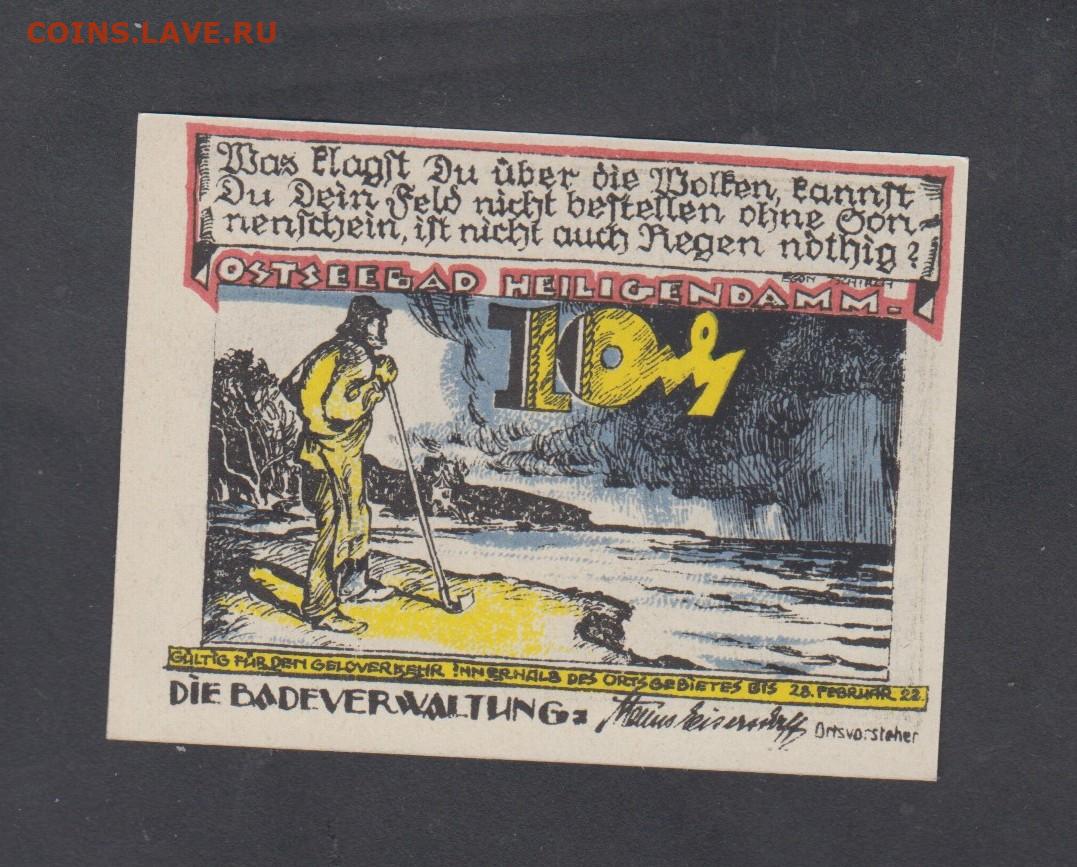 COINS.LAVE.RU
Was klagst Du über die Wolken, kannst
Du Dein Feld nicht bestellen ohne Son-
nenschein, ist nicht auch Regen nöthig?
EGON
OSTSEEBAD HEILIGENDAMM.
10
GÜLTIG FÜR DEN GELDVERKEHR INNERHALB DES ORTSGEBIETES BIS 28. FEBRUAR 22.
DIE BADEVERWALTUNG:
Ortsvorsteher